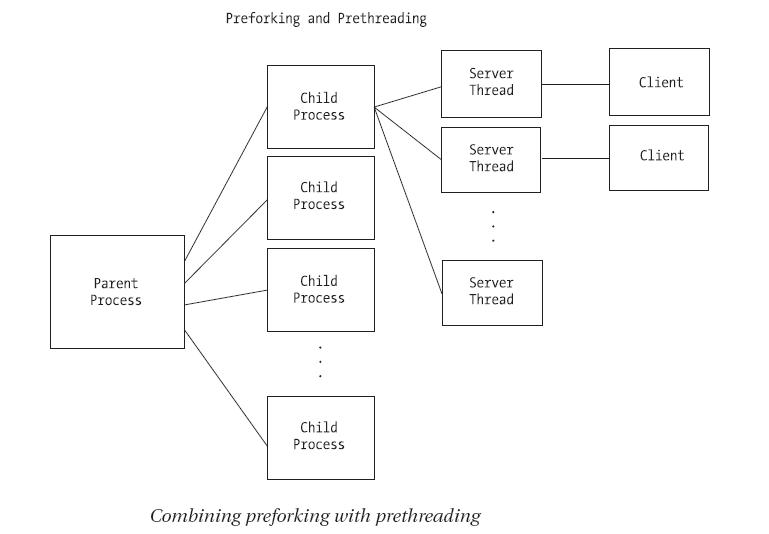 Preforking and Prethreading
Child
Process
Server
Thread
Client
Server
Thread
Client
Child
Process
.
.
.
Parent
Process
Child
Process
Server
Thread
.
.
.
Child
Process
Combining preforking with prethreading